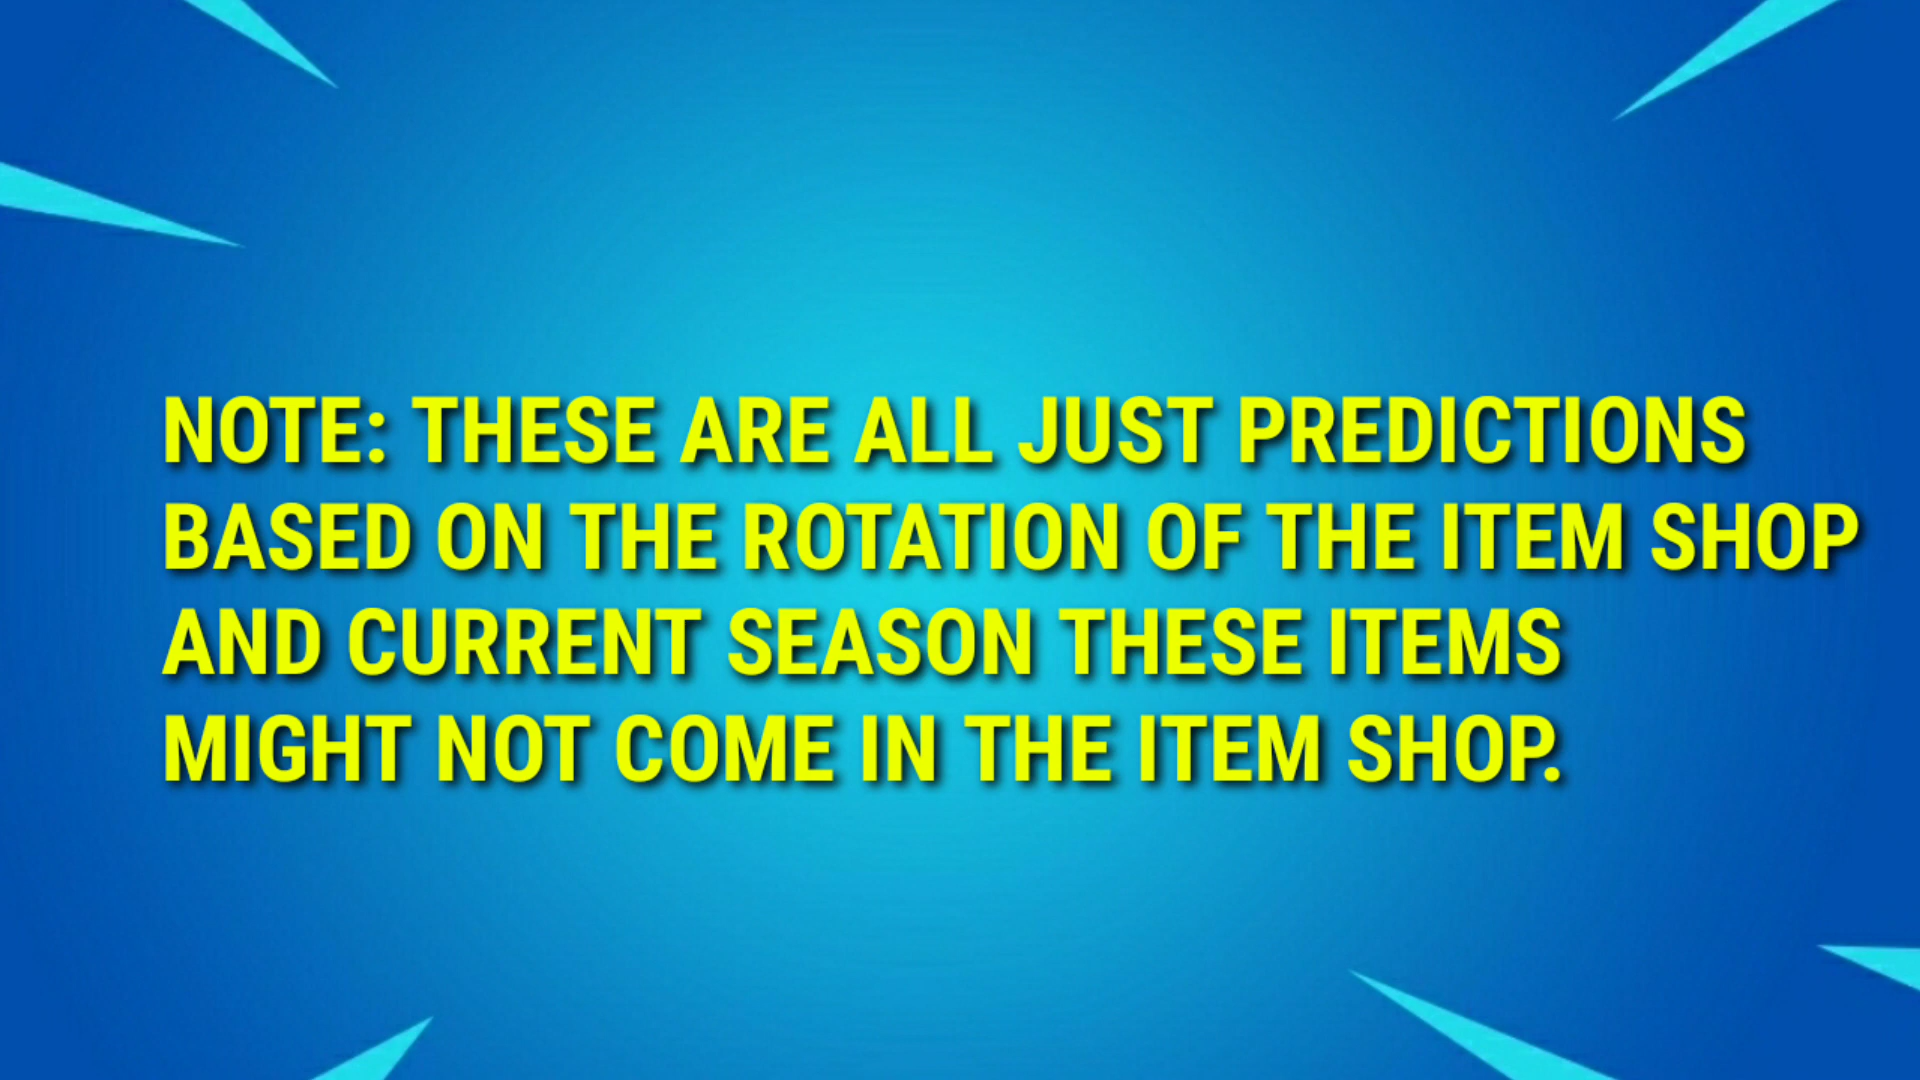 NOTE: THESE ARE ALL JUST PREDICTIONS
BASED ON THE ROTATION OF THE ITEM SHOP
AND CURRENT SEASON THESE ITEMS
MIGHT NOT COME IN THE ITEM SHOP.